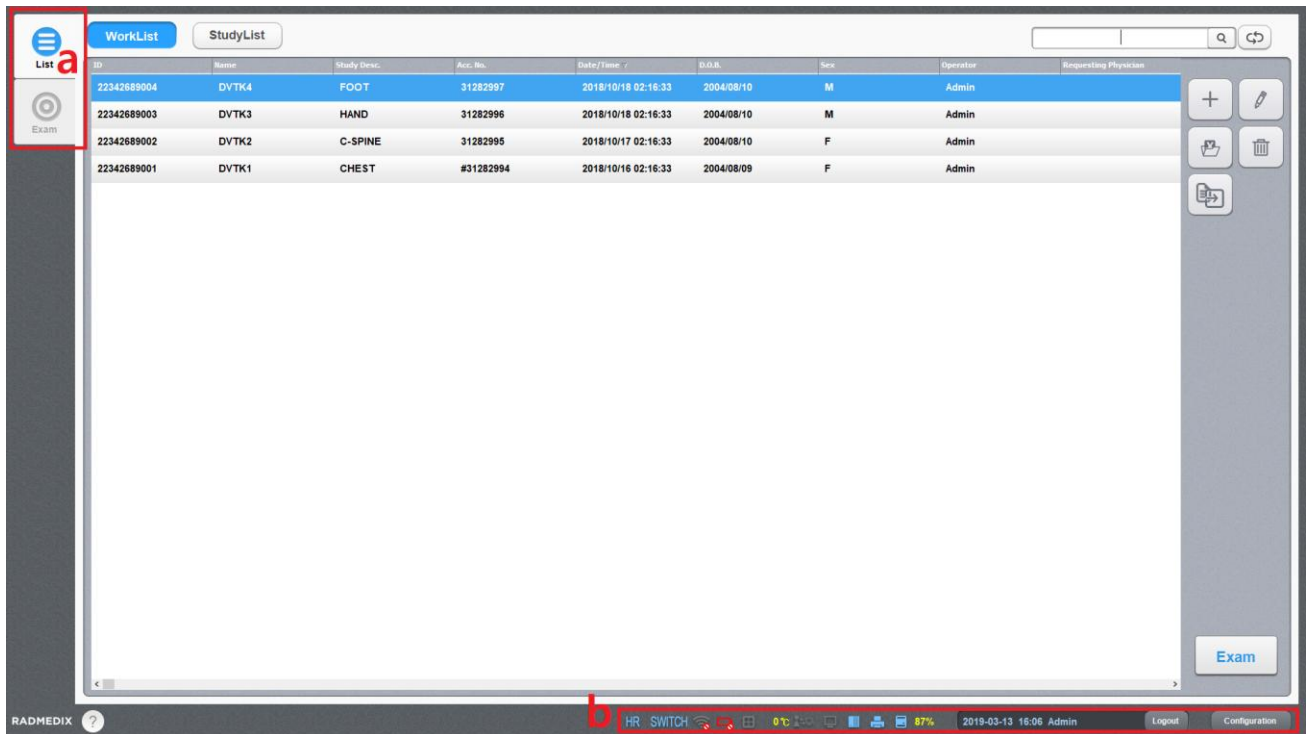 WorkList StudyList
List a
Exam
ID Name Study Desc. Acc. No. Date/Time D.O.B. Sex Operator Requesting Physician
22342689004 DVTK4 FOOT 31282997 2018/10/18 02:16:33 2004/08/10 M Admin
22342689003 DVTK3 HAND 31282996 2018/10/18 02:16:33 2004/08/10 M Admin
22342689002 DVTK2 C-SPINE 31282995 2018/10/17 02:16:33 2004/08/10 F Admin
22342689001 DVTK1 CHEST #31282994 2018/10/16 02:16:33 2004/08/09 F Admin
Exam
RADMEDIX ? b HR SWITCH 0℃ 87% 2019-03-13 16:06 Admin Logout Configuration